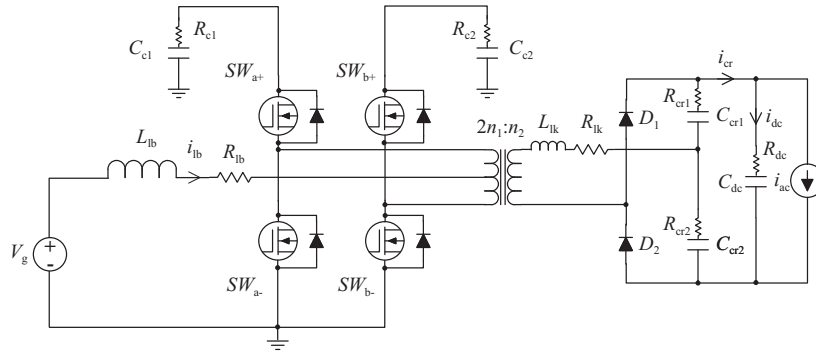 R_c1
C_c1
SW_a+
SW_b+
R_c2
C_c2
i_cr
2n_1:n_2
L_lk
R_lk
D_1
R_cr1
C_cr1
i_dc
R_dc
C_dc
i_ac
L_lb
i_lb
R_lb
V_g
+
-
SW_a-
SW_b-
D_2
R_cr2
C_cr2